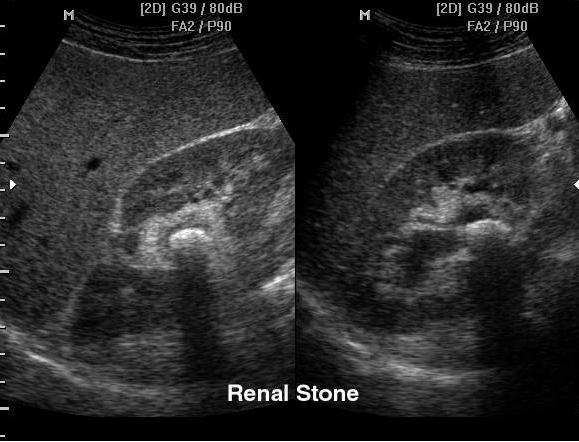 M
[2D] G39 / 80dB
FA2 / P90
M
[2D] G39 / 80dB
FA2 / P90
Renal Stone